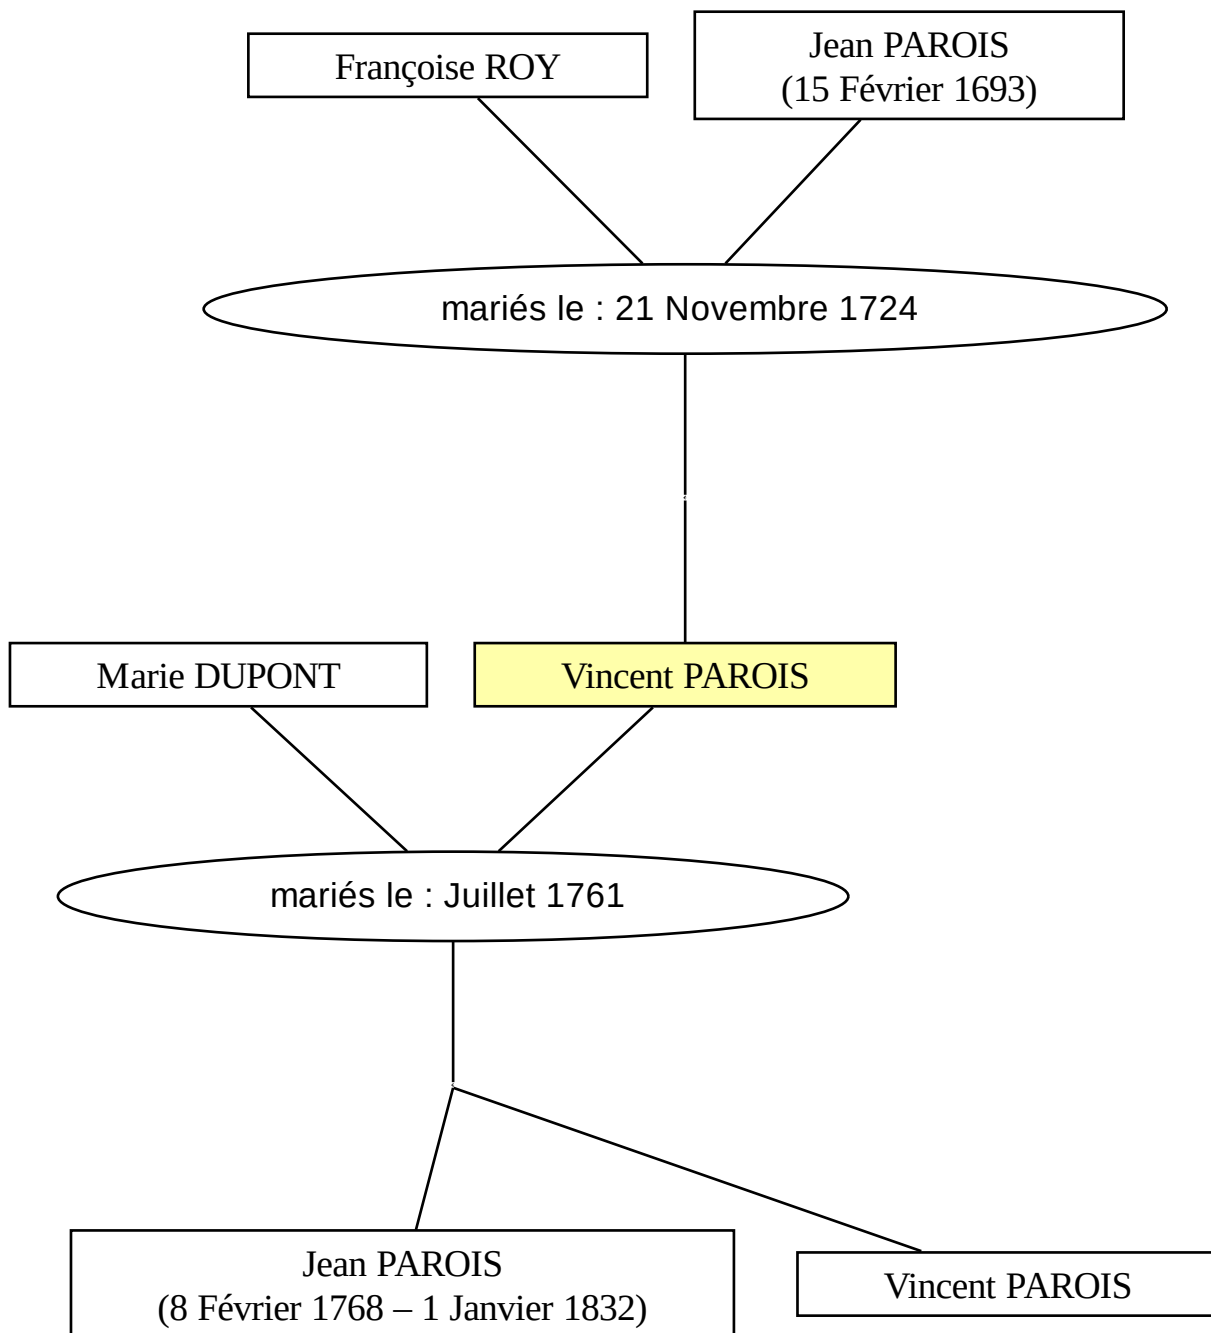 Françoise ROY
Jean PAROIS
(15 Février 1693)
mariés le : 21 Novembre 1724
Marie DUPONT
Vincent PAROIS
mariés le : Juillet 1761
Jean PAROIS
(8 Février 1768 – 1 Janvier 1832)
Vincent PAROIS